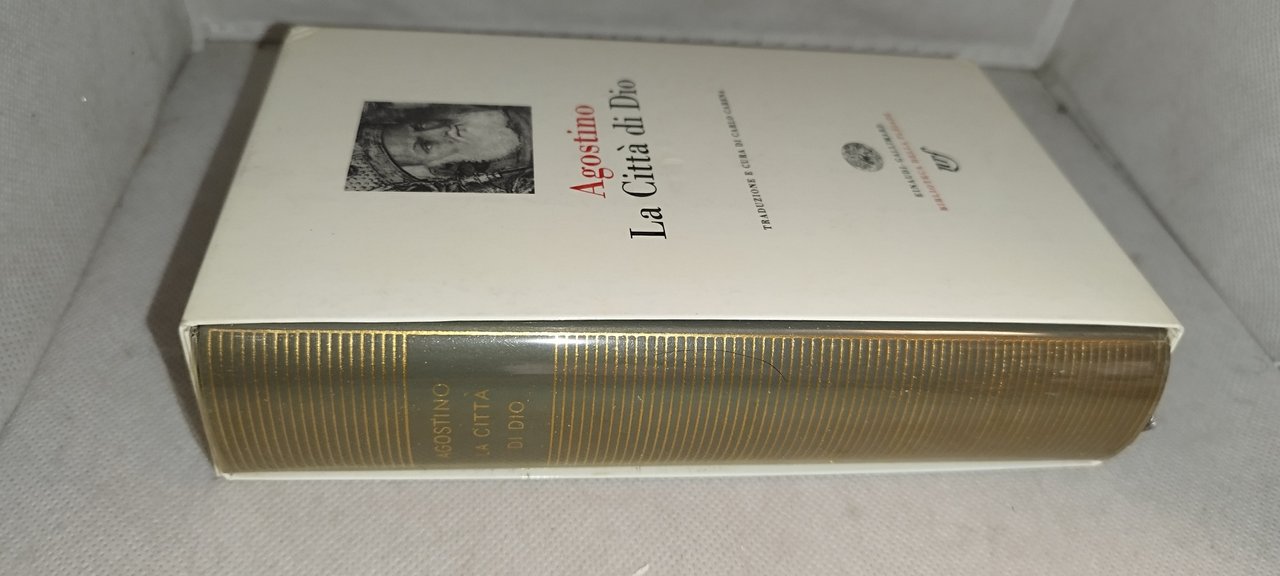 Agostino
La Città di Dio
TRADUZIONE E CURA DI CARLO CARENA
EINAUDI-GALLIMARD
BIBLIOTECA DELLA PLÉIADE
nrf
AGOSTINO
LA CITTÀ
DI DIO